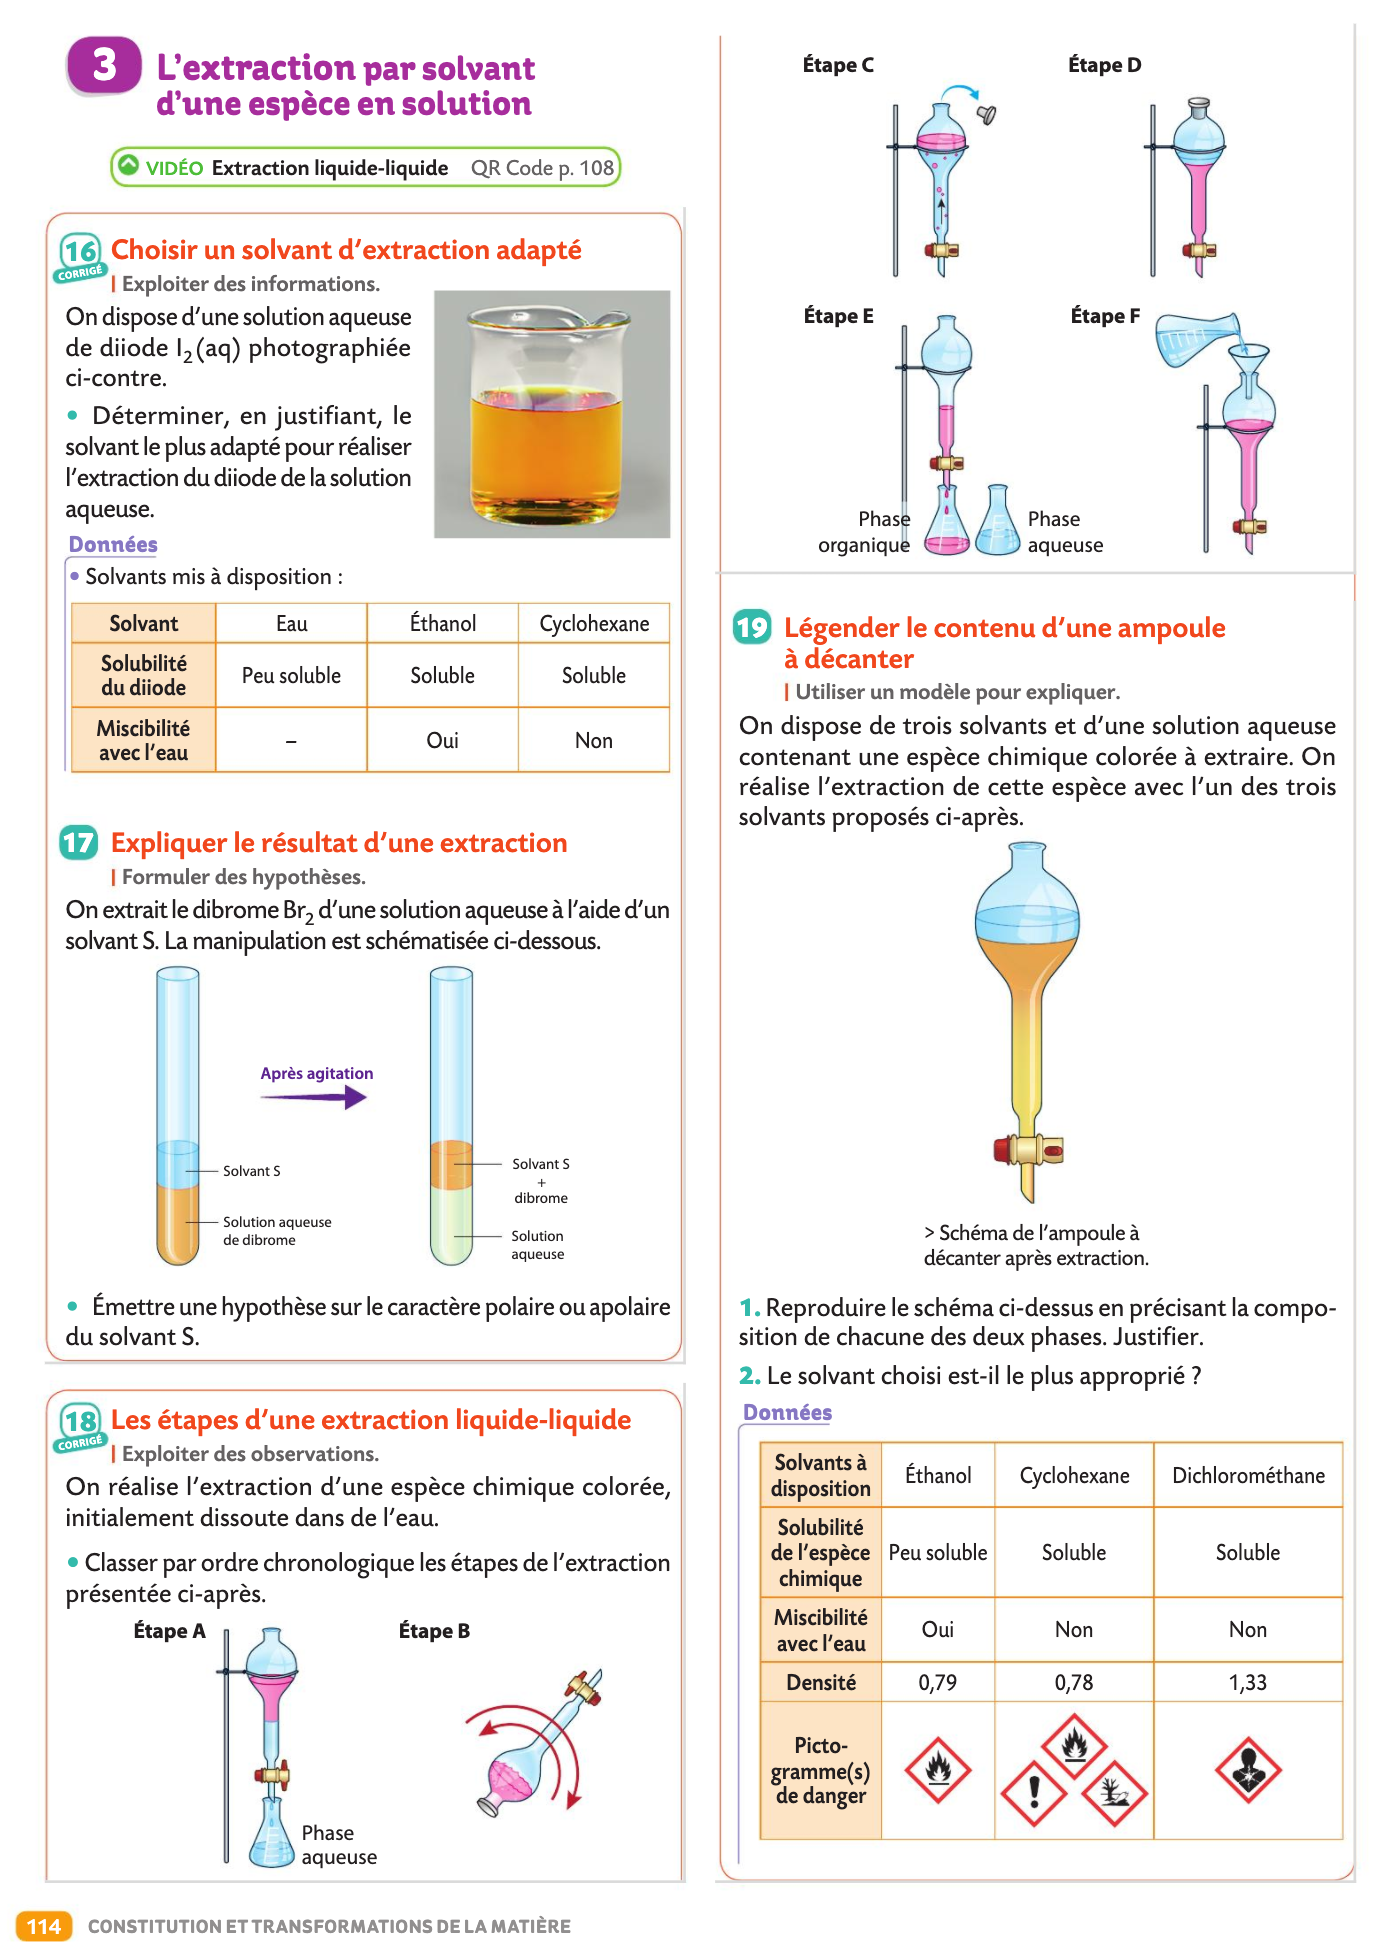 3 L'extraction par solvant
d'une espèce en solution
VIDÉO Extraction liquide-liquide QR Code p. 108
16 Choisir un solvant d'extraction adapté
CORRIGÉ
| Exploiter des informations.
On dispose d'une solution aqueuse
de diiode I₂(aq) photographiée
ci-contre.
• Déterminer, en justifiant, le
solvant le plus adapté pour réaliser
l'extraction du diiode de la solution
aqueuse.
Données
• Solvants mis à disposition :
Solvant Eau Éthanol Cyclohexane
Solubilité
du diiode Peu soluble Soluble Soluble
Miscibilité
avec l'eau – Oui Non
17 Expliquer le résultat d'une extraction
| Formuler des hypothèses.
On extrait le dibrome Br₂ d'une solution aqueuse à l'aide d'un
solvant S. La manipulation est schématisée ci-dessous.
Après agitation
Solvant S
Solution aqueuse
de dibrome
Solvant S
+
dibrome
Solution
aqueuse
• Émettre une hypothèse sur le caractère polaire ou apolaire
du solvant S.
18 Les étapes d'une extraction liquide-liquide
CORRIGÉ
| Exploiter des observations.
On réalise l'extraction d'une espèce chimique colorée,
initialement dissoute dans de l'eau.
• Classer par ordre chronologique les étapes de l'extraction
présentée ci-après.
Étape A
Étape B
Phase
aqueuse
Étape C
Étape D
Étape E
Étape F
Phase
organique
Phase
aqueuse
19 Légender le contenu d'une ampoule
à décanter
| Utiliser un modèle pour expliquer.
On dispose de trois solvants et d'une solution aqueuse
contenant une espèce chimique colorée à extraire. On
réalise l'extraction de cette espèce avec l'un des trois
solvants proposés ci-après.
> Schéma de l'ampoule à
décanter après extraction.
1. Reproduire le schéma ci-dessus en précisant la compo-
sition de chacune des deux phases. Justifier.
2. Le solvant choisi est-il le plus approprié ?
Données
Solvants à
disposition Éthanol Cyclohexane Dichlorométhane
Solubilité
de l'espèce
chimique Peu soluble Soluble Soluble
Miscibilité
avec l'eau Oui Non Non
Densité 0,79 0,78 1,33
Picto-
gramme(s)
de danger
114 CONSTITUTION ET TRANSFORMATIONS DE LA MATIÈRE